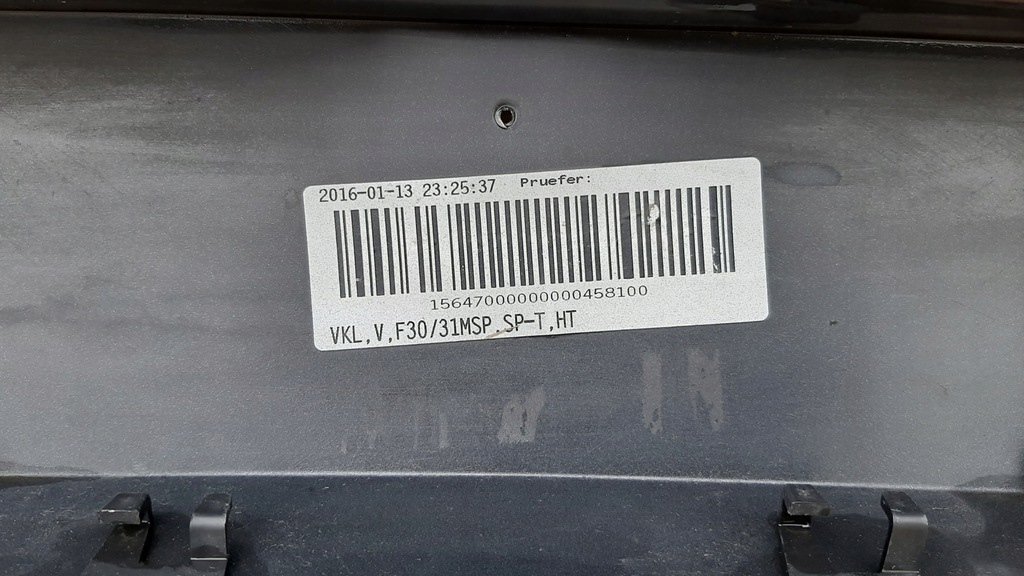 2016-01-13 23:25:37 Pruefer:
15647000000000458100
VKL,V,F30/31MSP.SP-T,HT